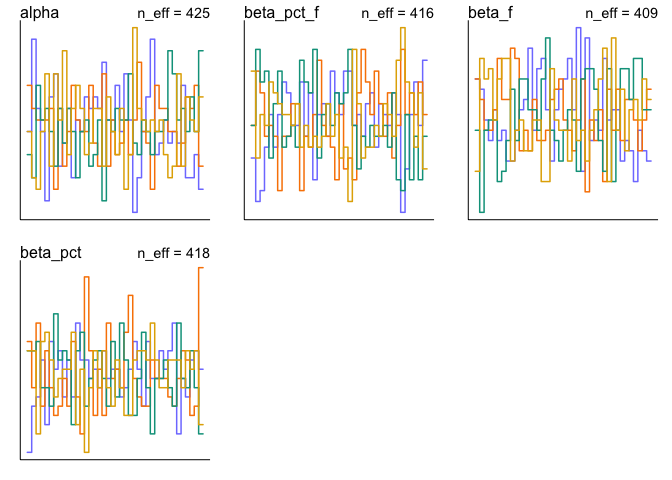 alpha n_eff = 425
beta_pct_f n_eff = 416
beta_f n_eff = 409
beta_pct n_eff = 418